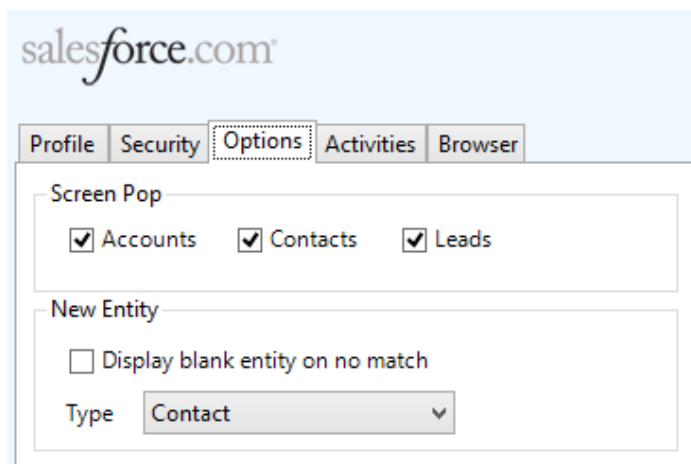 salesforce.com
Profile Security Options Activities Browser
Screen Pop
Accounts Contacts Leads
New Entity
Display blank entity on no match
Type Contact